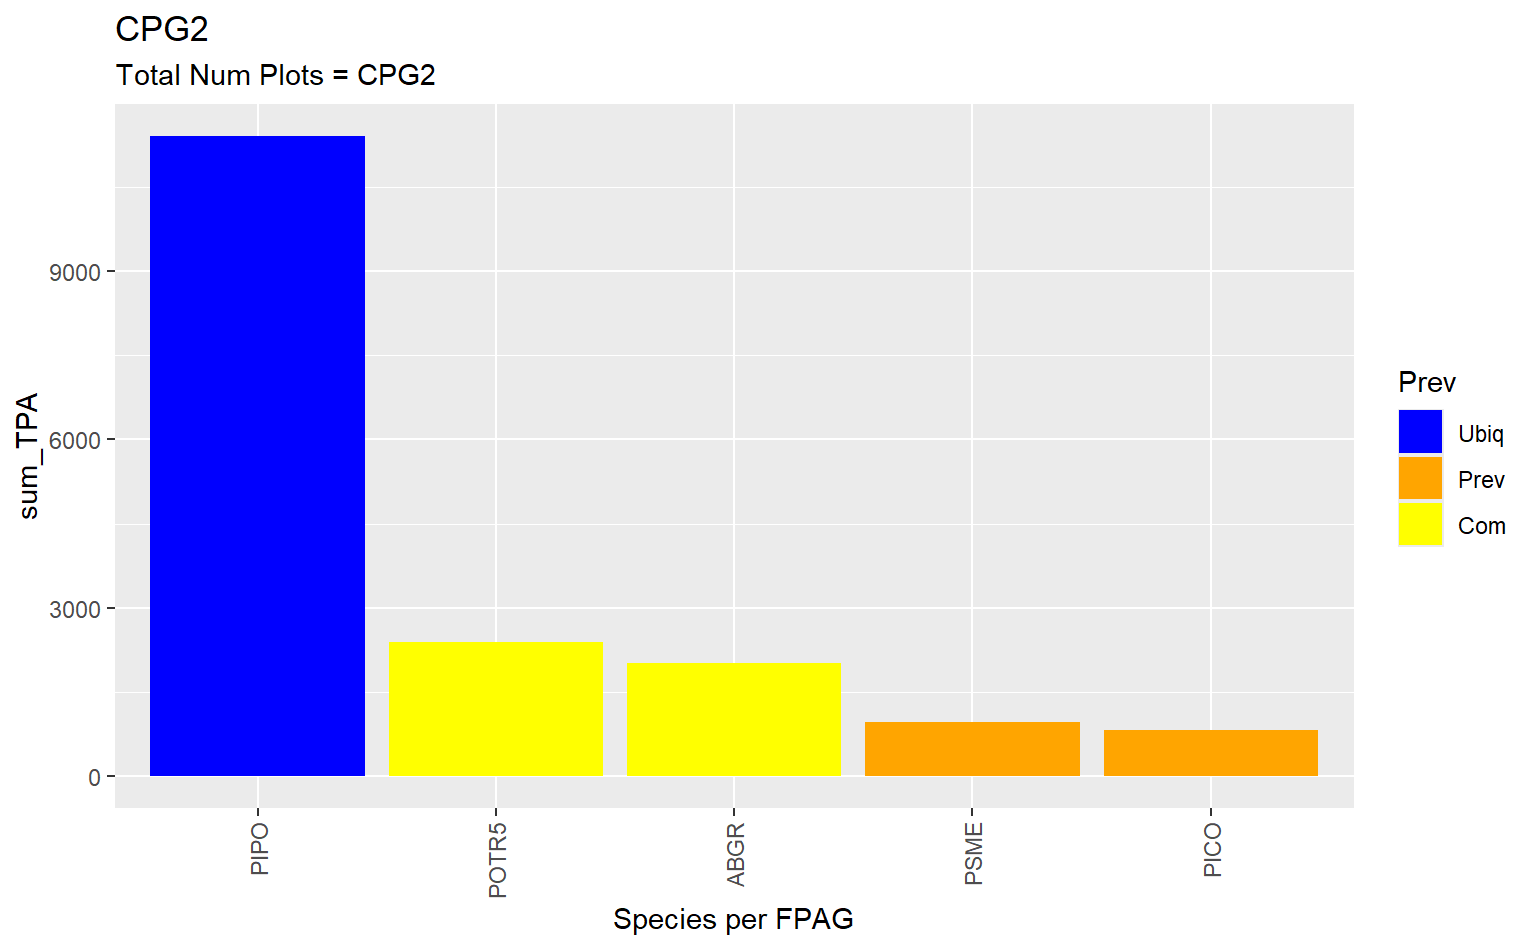 CPG2
Total Num Plots = CPG2
sum_TPA
9000
6000
3000
0
PIPO
POTR5
ABGR
PSME
PICO
Species per FPAG
Prev
Ubiq
Prev
Com